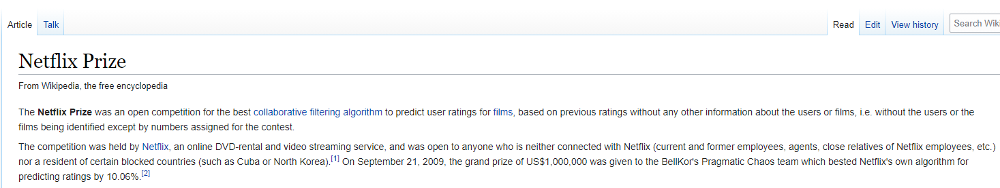 Article Talk Read Edit View history Search Wiki
Netflix Prize
From Wikipedia, the free encyclopedia
The Netflix Prize was an open competition for the best collaborative filtering algorithm to predict user ratings for films, based on previous ratings without any other information about the users or films, i.e. without the users or the
films being identified except by numbers assigned for the contest.
The competition was held by Netflix, an online DVD-rental and video streaming service, and was open to anyone who is neither connected with Netflix (current and former employees, agents, close relatives of Netflix employees, etc.)
nor a resident of certain blocked countries (such as Cuba or North Korea).[1] On September 21, 2009, the grand prize of US$1,000,000 was given to the BellKor's Pragmatic Chaos team which bested Netflix's own algorithm for
predicting ratings by 10.06%.[2]